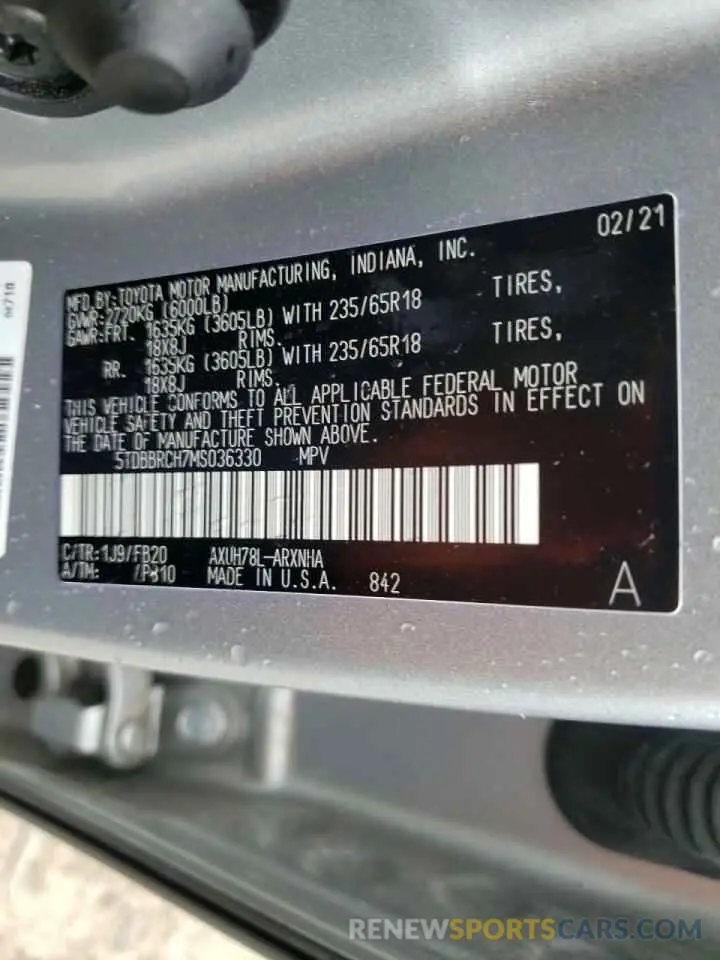 02/21
MFD.BY:TOYOTA MOTOR MANUFACTURING, INDIANA, INC.
GVWR:2720KG (6000LB)
GAWR:FRT. 1635KG (3605LB) WITH 235/65R18 TIRES,
18X8J RIMS.
RR. 1635KG (3605LB) WITH 235/65R18 TIRES,
18X8J RIMS.
THIS VEHICLE CONFORMS TO ALL APPLICABLE FEDERAL MOTOR
VEHICLE SAFETY AND THEFT PREVENTION STANDARDS IN EFFECT ON
THE DATE OF MANUFACTURE SHOWN ABOVE.
5TDBBRCH7MS036330 MPV
C/TR:1J9/FB20 AXUH78L-ARXNHA
A/TM: /P310 MADE IN U.S.A. 842
A
RENEWSPORTSCARS.COM